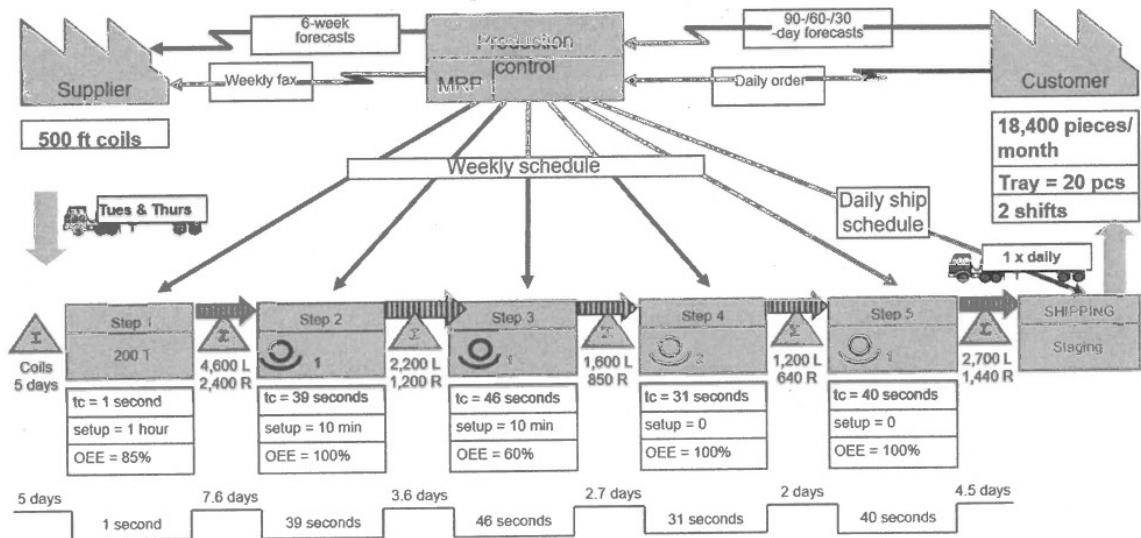 6-week
forecasts
Production
control
MRP
90-/60-/30
-day forecasts
Weekly fax
Daily order
Supplier
Customer
500 ft coils
18,400 pieces/
month
Tray = 20 pcs
2 shifts
Weekly schedule
Daily ship
schedule
Tues & Thurs
1 x daily
Step 1
200 T
Step 2
1
Step 3
1
Step 4
2
Step 5
1
SHIPPING
Staging
I
I
I
I
I
I
Coils
5 days
4,600 L
2,400 R
2,200 L
1,200 R
1,600 L
850 R
1,200 L
640 R
2,700 L
1,440 R
tc = 1 second
setup = 1 hour
OEE = 85%
tc = 39 seconds
setup = 10 min
OEE = 100%
tc = 46 seconds
setup = 10 min
OEE = 60%
tc = 31 seconds
setup = 0
OEE = 100%
tc = 40 seconds
setup = 0
OEE = 100%
5 days
7.6 days
3.6 days
2.7 days
2 days
4.5 days
1 second
39 seconds
46 seconds
31 seconds
40 seconds